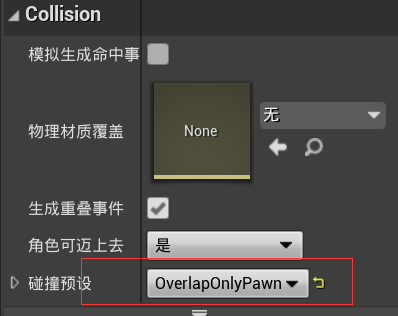 Collision
模拟生成命中事
物理材质覆盖
None
无
生成重叠事件
角色可迈上去
是
碰撞预设
OverlapOnlyPawn